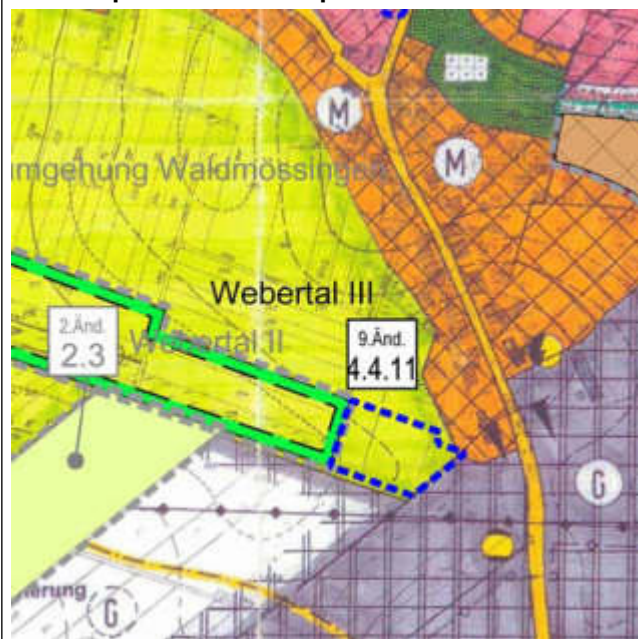 M
M
mgehung Waldmössingen
Webertal III
2.Änd.
2.3
Webertal II
9.Änd.
4.4.11
G
ierung
G